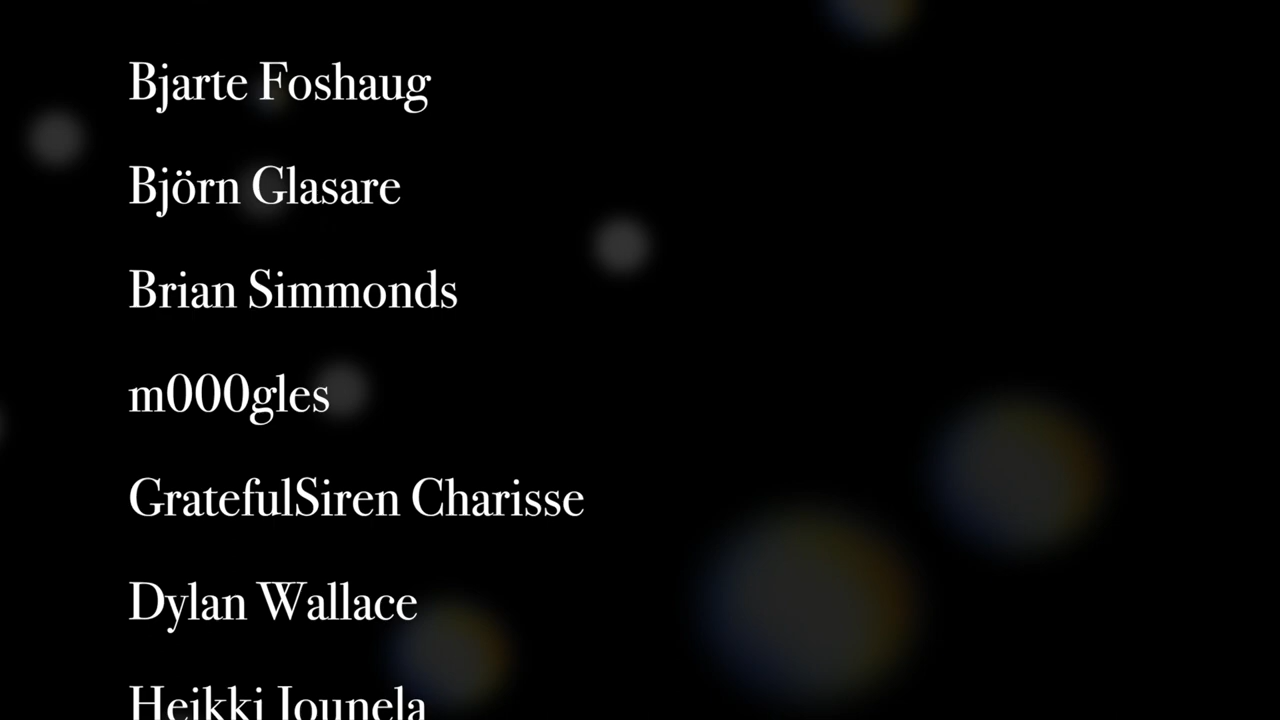 Bjarte Foshaug
Björn Glasare
Brian Simmonds
m000gles
GratefulSiren Charisse
Dylan Wallace
Heikki Jounela